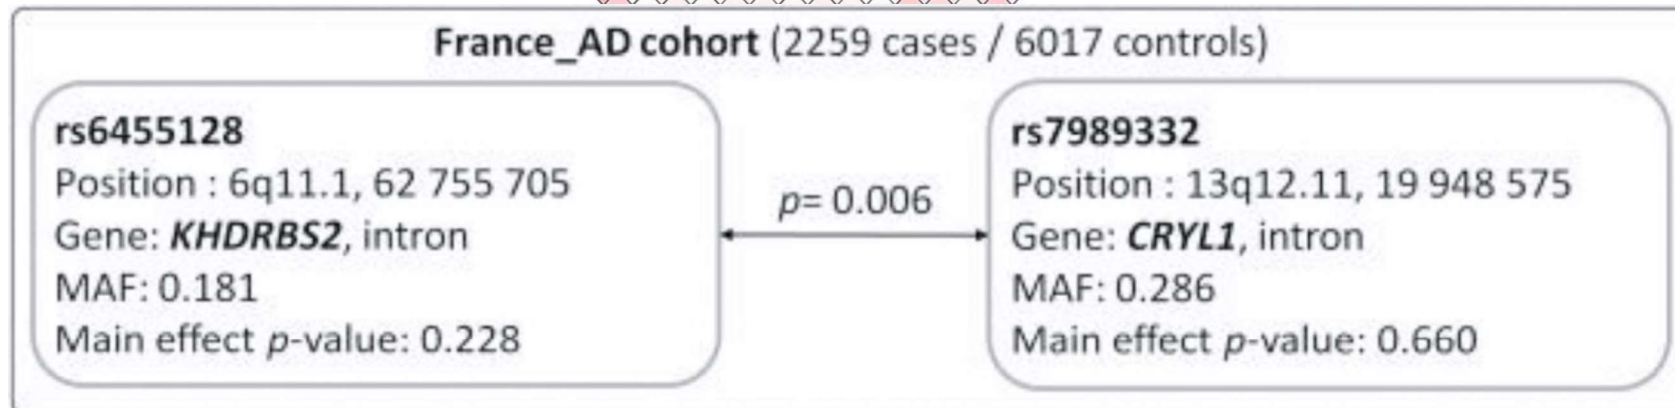 France_AD cohort (2259 cases / 6017 controls)
rs6455128
Position : 6q11.1, 62 755 705
Gene: KHDRBS2, intron
MAF: 0.181
Main effect p-value: 0.228
p= 0.006
rs7989332
Position : 13q12.11, 19 948 575
Gene: CRYL1, intron
MAF: 0.286
Main effect p-value: 0.660